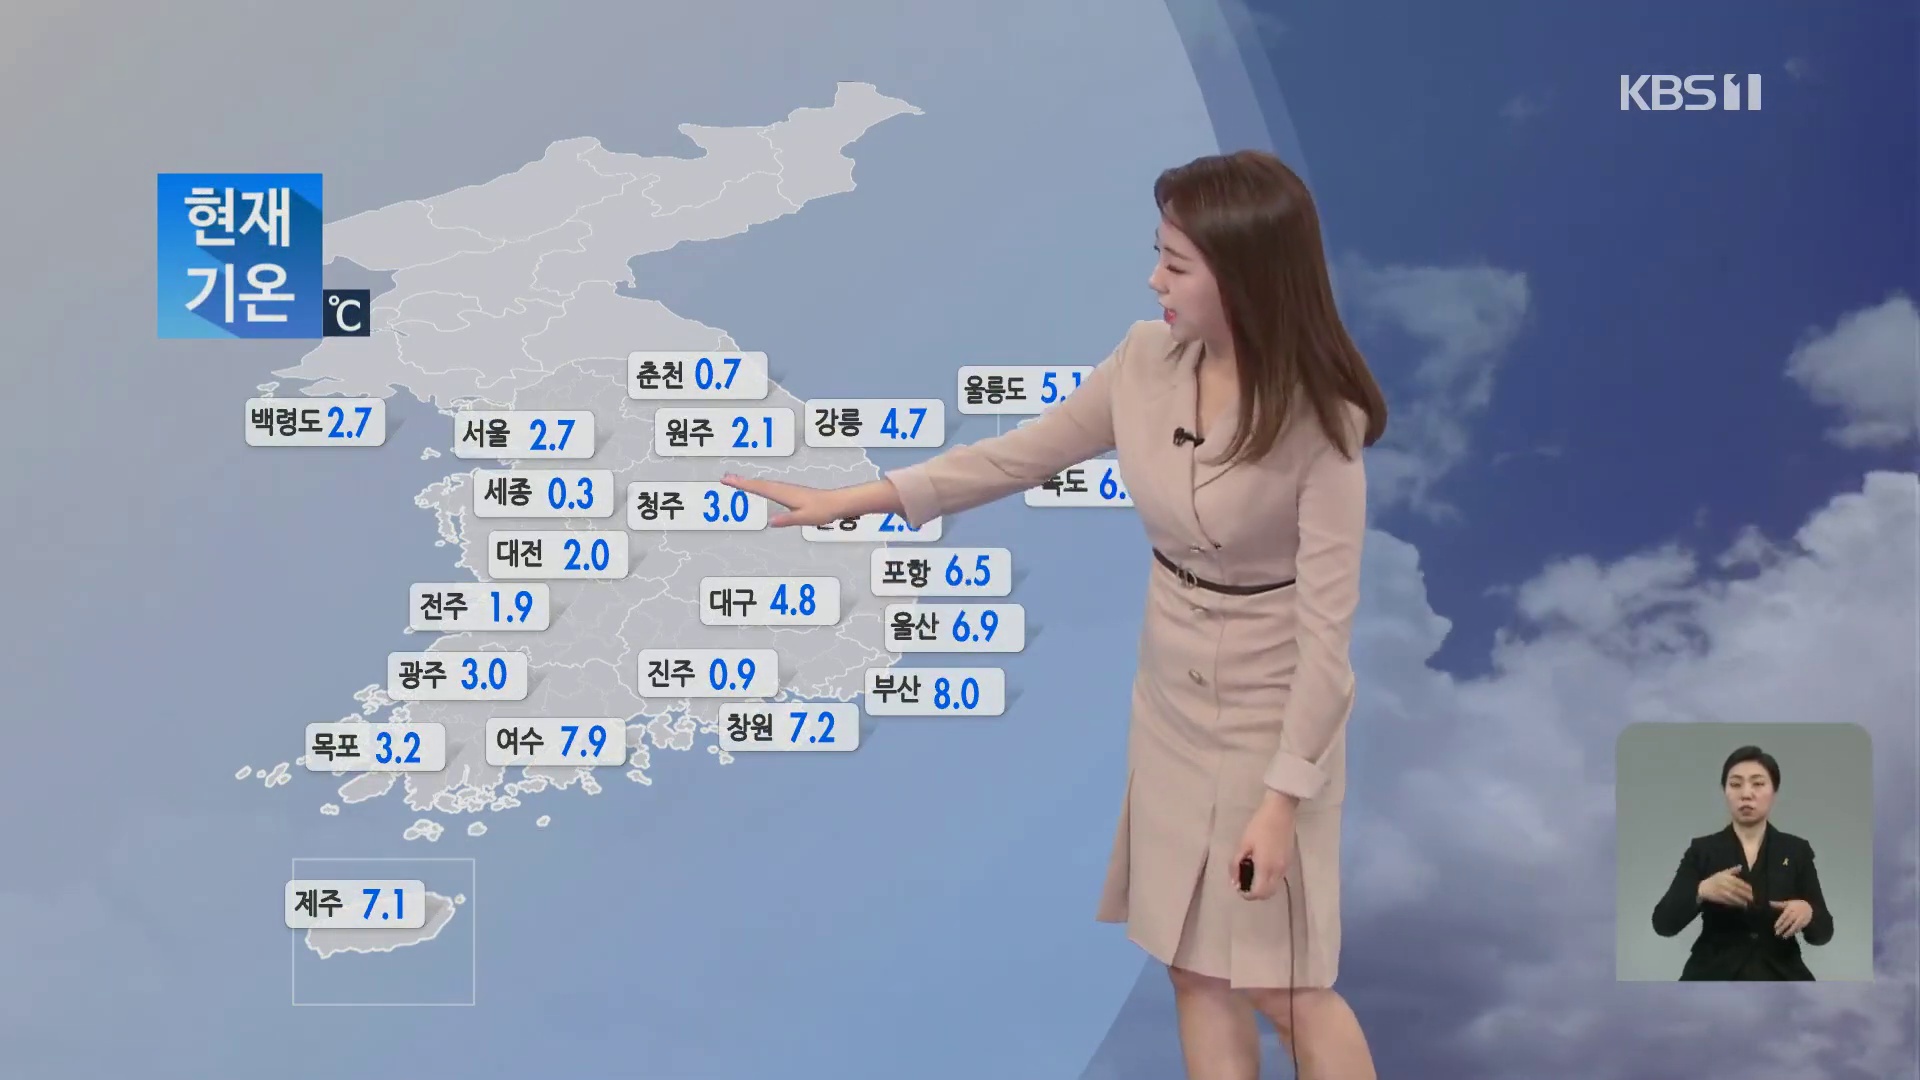 KBS 1
현재
기온
℃
춘천 0.7
울릉도
백령도 2.7
서울 2.7
원주 2.1
강릉 4.7
세종 0.3
청주 3.0
독도
대전 2.0
포항 6.5
전주 1.9
대구 4.8
울산 6.9
광주 3.0
진주 0.9
부산 8.0
목포 3.2
여수 7.9
창원 7.2
제주 7.1